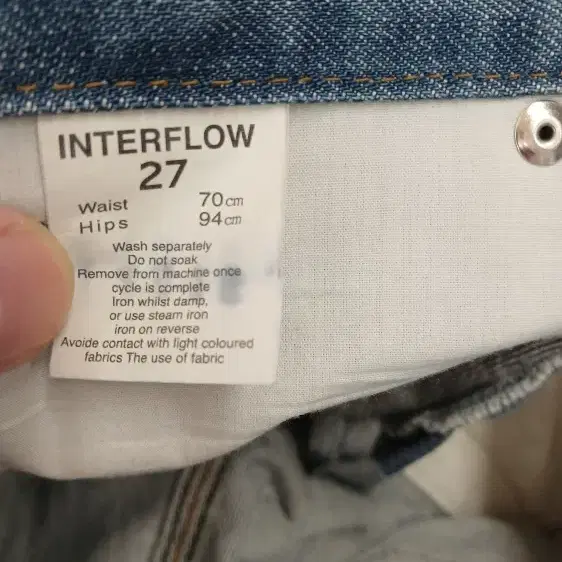 INTERFLOW
27
Waist 70cm
Hips 94cm
Wash separately
Do not soak
Remove from machine once
cycle is complete
Iron whilst damp,
or use steam iron
iron on reverse
Avoide contact with light coloured
fabrics The use of fabric